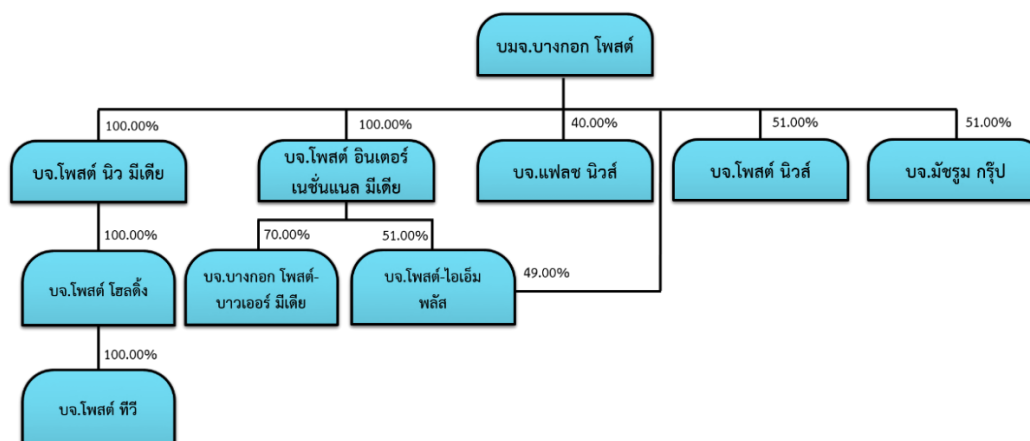 บมจ.บางกอก โพสต์
100.00%
100.00%
40.00%
51.00%
51.00%
บจ.โพสต์ นิว มีเดีย
บจ.โพสต์ อินเตอร์
เนชั่นแนล มีเดีย
บจ.แฟลช นิวส์
บจ.โพสต์ นิวส์
บจ.มัชรูม กรุ๊ป
100.00%
70.00%
51.00%
บจ.โพสต์ โฮลดิ้ง
บจ.บางกอก โพสต์-
บาวเออร์ มีเดีย
บจ.โพสต์-ไอเอ็ม
พลัส
49.00%
100.00%
บจ.โพสต์ ทีวี